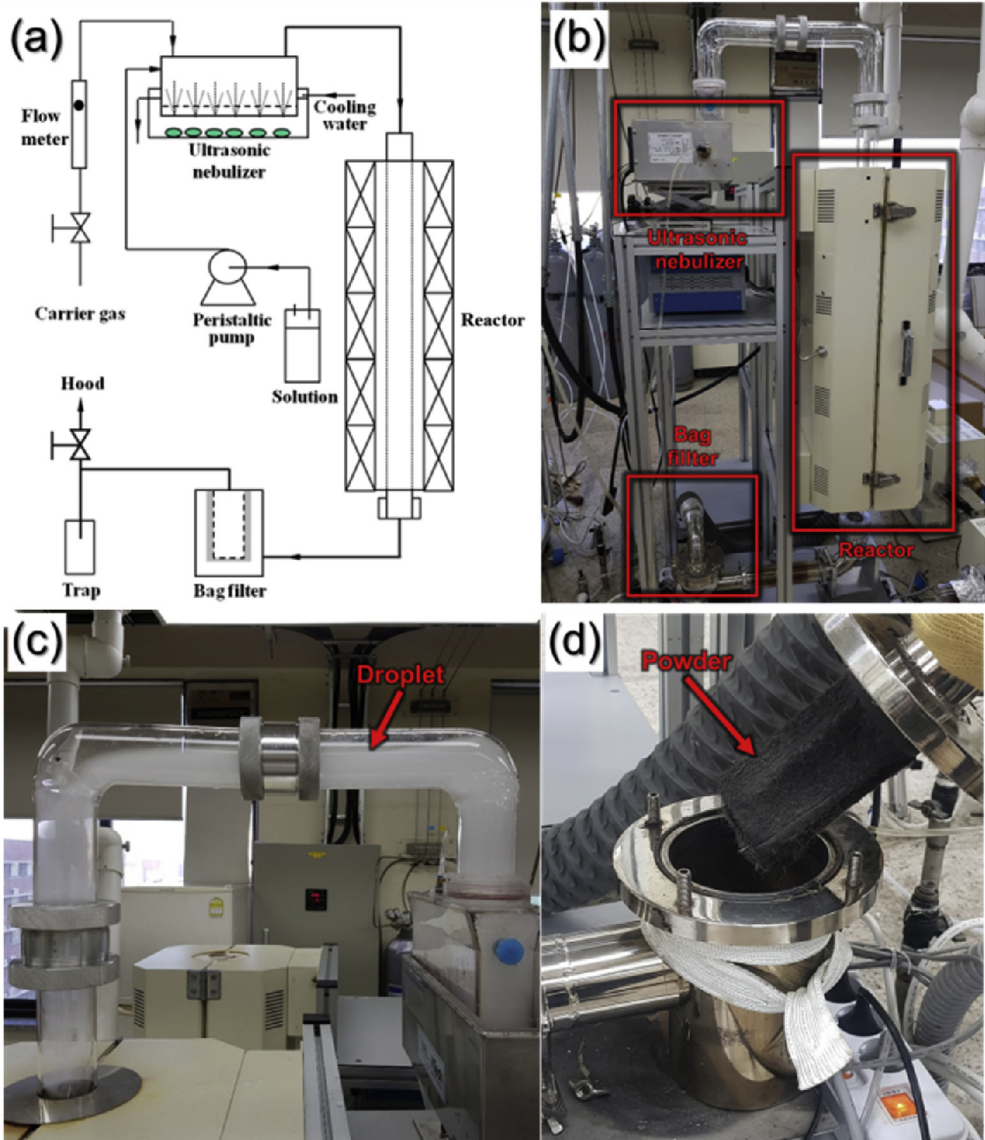 (a)
Flow
meter
Cooling
water
Ultrasonic
nebulizer
Carrier gas
Peristaltic
pump
Solution
Reactor
Hood
Trap
Bag filter
(b)
Ultrasonic
nebulizer
Bag
fillter
Reactor
(c)
Droplet
(d)
Powder